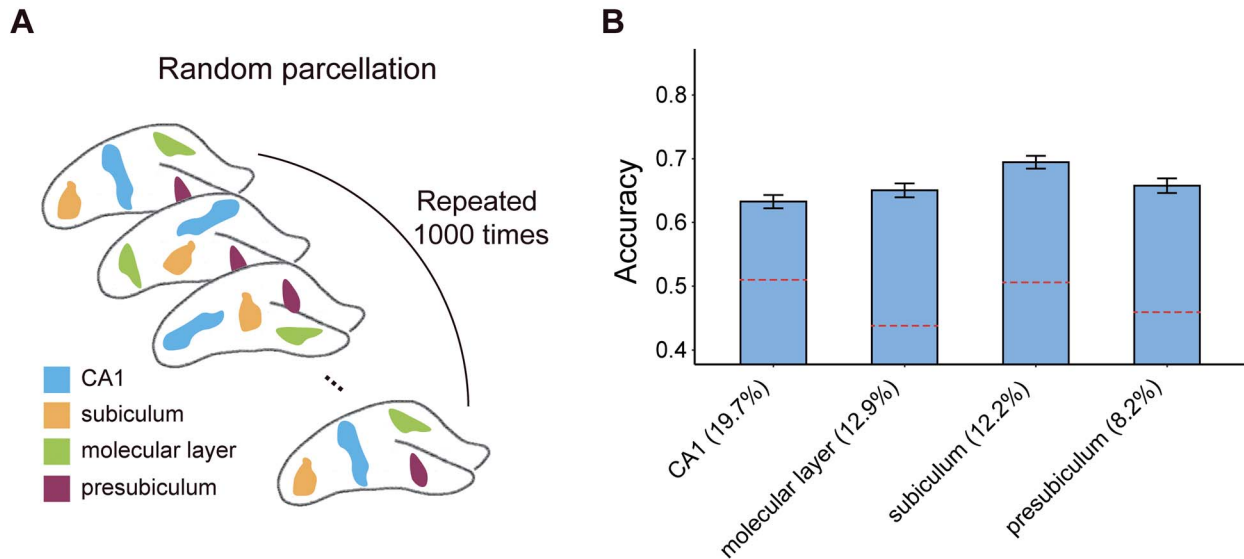 A
Random parcellation
Repeated
1000 times
...
CA1
subiculum
molecular layer
presubiculum
B
Accuracy
0.8
0.7
0.6
0.5
0.4
CA1 (19.7%)
molecular layer (12.9%)
subiculum (12.2%)
presubiculum (8.2%)